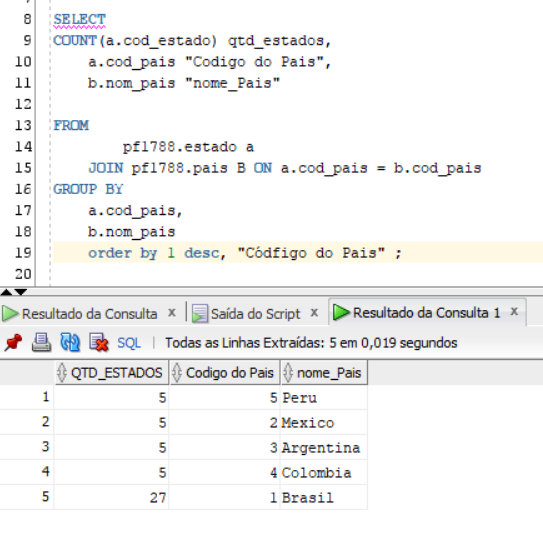 8 SELECT
9 COUNT(a.cod_estado) qtd_estados,
10 a.cod_pais "Codigo do Pais",
11 b.nom_pais "nome_Pais"
12
13 FROM
14 pf1788.estado a
15 JOIN pf1788.pais B ON a.cod_pais = b.cod_pais
16 GROUP BY
17 a.cod_pais,
18 b.nom_pais
19 order by 1 desc, "Códfigo do Pais" ;
20
Resultado da Consulta x Saída do Script x Resultado da Consulta 1 x
SQL | Todas as Linhas Extraídas: 5 em 0,019 segundos
QTD_ESTADOS Codigo do Pais nome_Pais
1 5 5 Peru
2 5 2 Mexico
3 5 3 Argentina
4 5 4 Colombia
5 27 1 Brasil